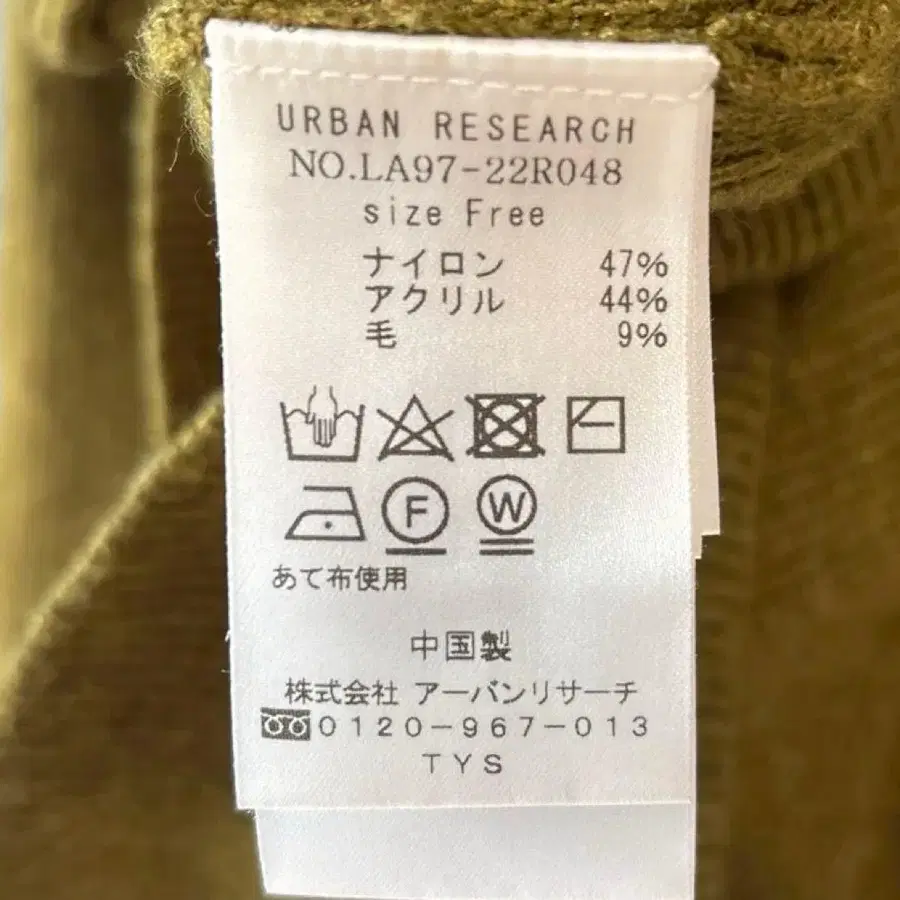 URBAN RESEARCH
NO.LA97-22R048
size Free
ナイロン 47%
アクリル 44%
毛 9%
F W
あて布使用
中国製
株式会社 アーバンリサーチ
0120-967-013
TYS